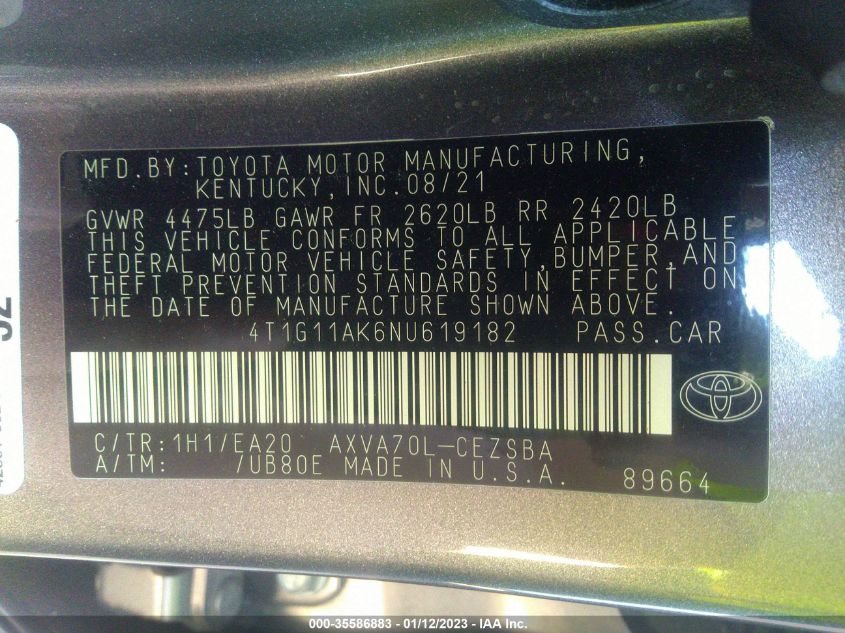 MFD.BY:TOYOTA MOTOR MANUFACTURING,
KENTUCKY,INC.08/21
GVWR 4475LB GAWR FR 2620LB RR 2420LB
THIS VEHICLE CONFORMS TO ALL APPLICABLE
FEDERAL MOTOR VEHICLE SAFETY,BUMPER,AND
THEFT PREVENTION STANDARDS IN EFFECT ON
THE DATE OF MANUFACTURE SHOWN ABOVE.
4T1G11AK6NU619182 PASS.CAR
C/TR:1H1/EA20 AXVA70L-CEZSBA
A/TM: /UB80E MADE IN U.S.A. 89664
000-35586883 - 01/12/2023 - IAA Inc.